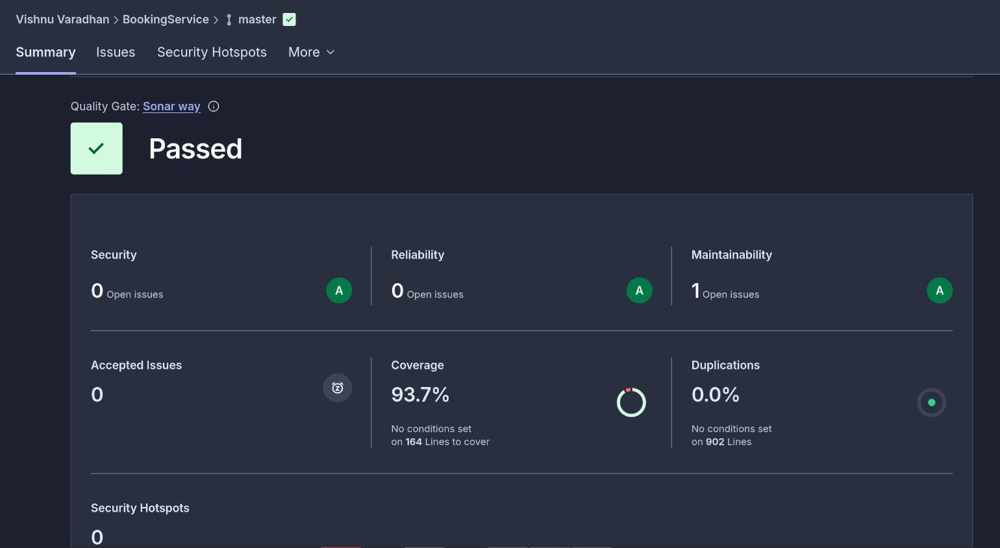 Vishnu Varadhan > BookingService > master
Summary Issues Security Hotspots More
Quality Gate: Sonar way
Passed
Security
0 Open issues
A
Reliability
0 Open issues
A
Maintainability
1 Open issues
A
Accepted Issues
0
Coverage
93.7%
No conditions set
on 164 Lines to cover
Duplications
0.0%
No conditions set
on 902 Lines
Security Hotspots
0